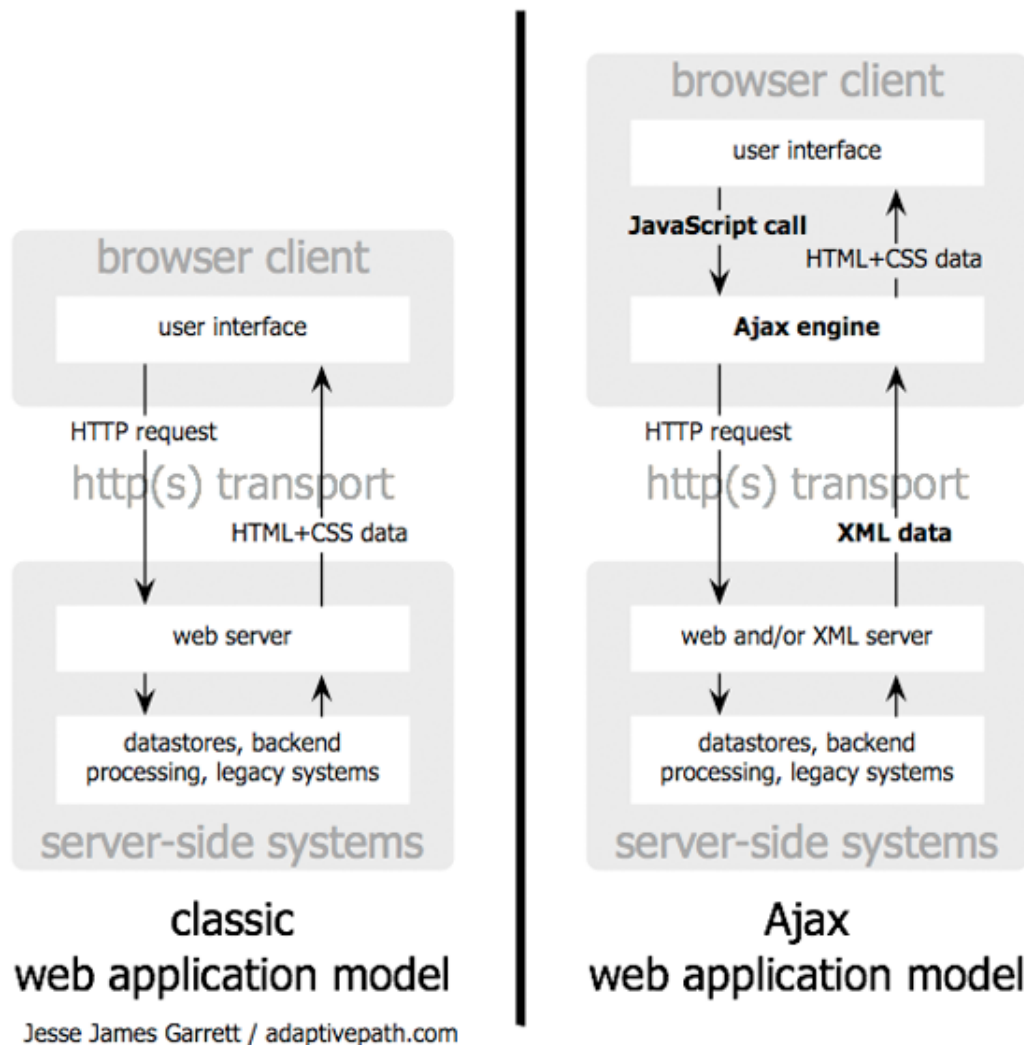 browser client
user interface
HTTP request
http(s) transport
HTML+CSS data
web server
datastores, backend
processing, legacy systems
server-side systems
classic
web application model
Jesse James Garrett / adaptivepath.com
browser client
user interface
JavaScript call
HTML+CSS data
Ajax engine
HTTP request
http(s) transport
XML data
web and/or XML server
datastores, backend
processing, legacy systems
server-side systems
Ajax
web application model